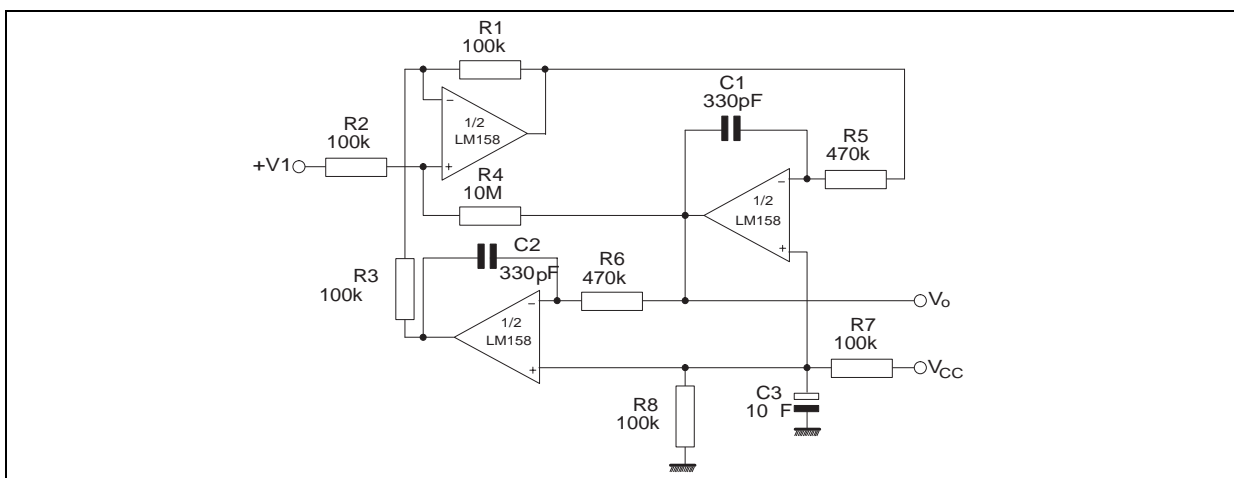 R1
100k
C1
330pF
1/2
LM158
R2
100k
R5
470k
+V1
R4
10M
1/2
LM158
C2
330pF
R6
470k
R3
100k
1/2
LM158
Vo
R7
100k
VCC
R8
100k
C3
10 F